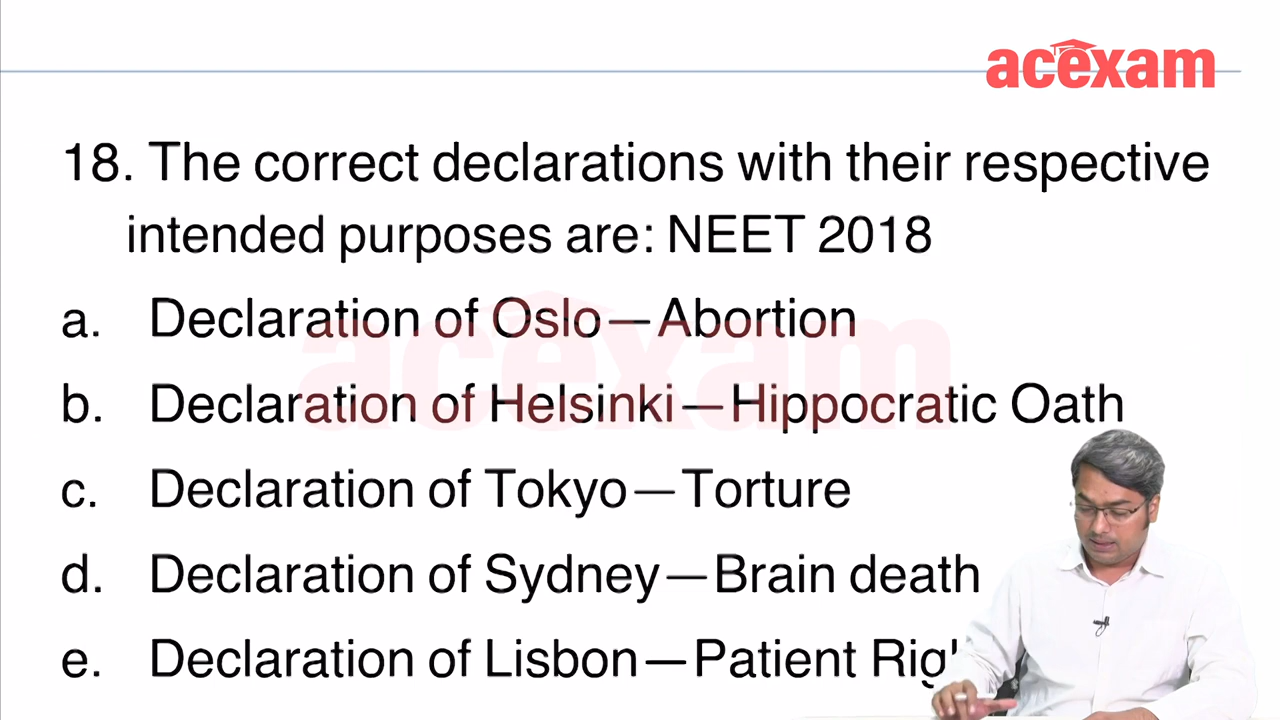 acexam
18. The correct declarations with their respective
intended purposes are: NEET 2018
a. Declaration of Oslo—Abortion
b. Declaration of Helsinki—Hippocratic Oath
c. Declaration of Tokyo—Torture
d. Declaration of Sydney—Brain death
e. Declaration of Lisbon—Patient
acexam